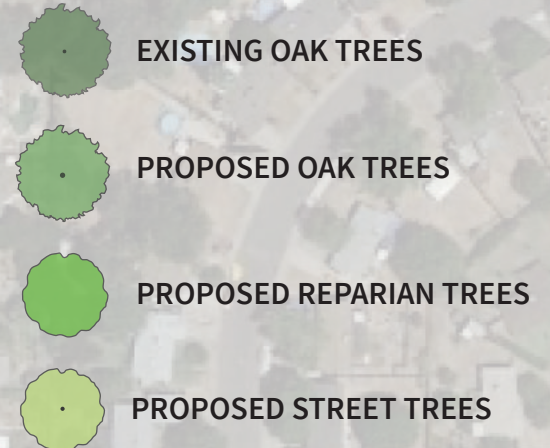 EXISTING OAK TREES
PROPOSED OAK TREES
PROPOSED REPARIAN TREES
PROPOSED STREET TREES